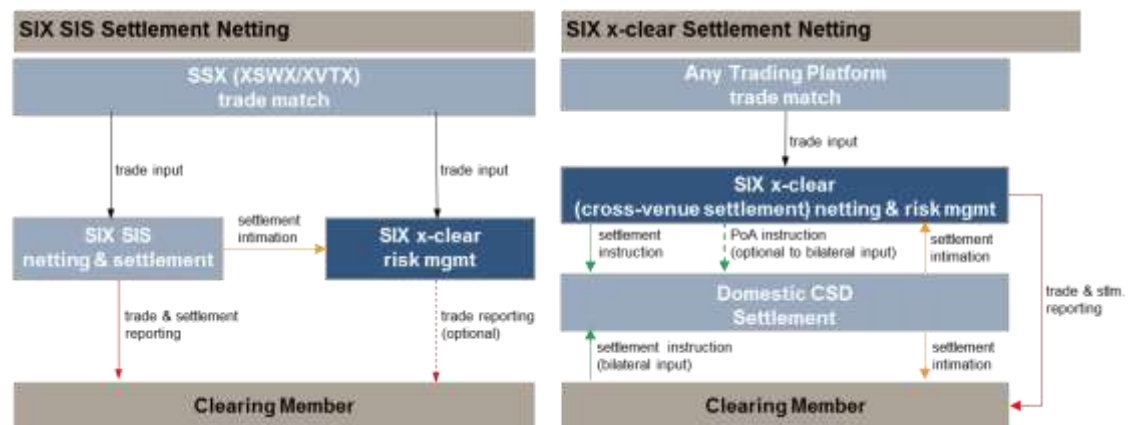 SIX SIS Settlement Netting
SSX (XSWX/XVTX)
trade match
trade input
trade input
SIX SIS
netting & settlement
settlement
intimation
SIX x-clear
risk mgmt
trade & settlement
reporting
trade reporting
(optional)
Clearing Member
SIX x-clear Settlement Netting
Any Trading Platform
trade match
trade input
SIX x-clear
(cross-venue settlement) netting & risk mgmt
settlement
instruction
PoA instruction
(optional to bilateral input)
settlement
intimation
trade & stlm.
reporting
Domestic CSD
Settlement
settlement instruction
(bilateral input)
settlement
intimation
Clearing Member